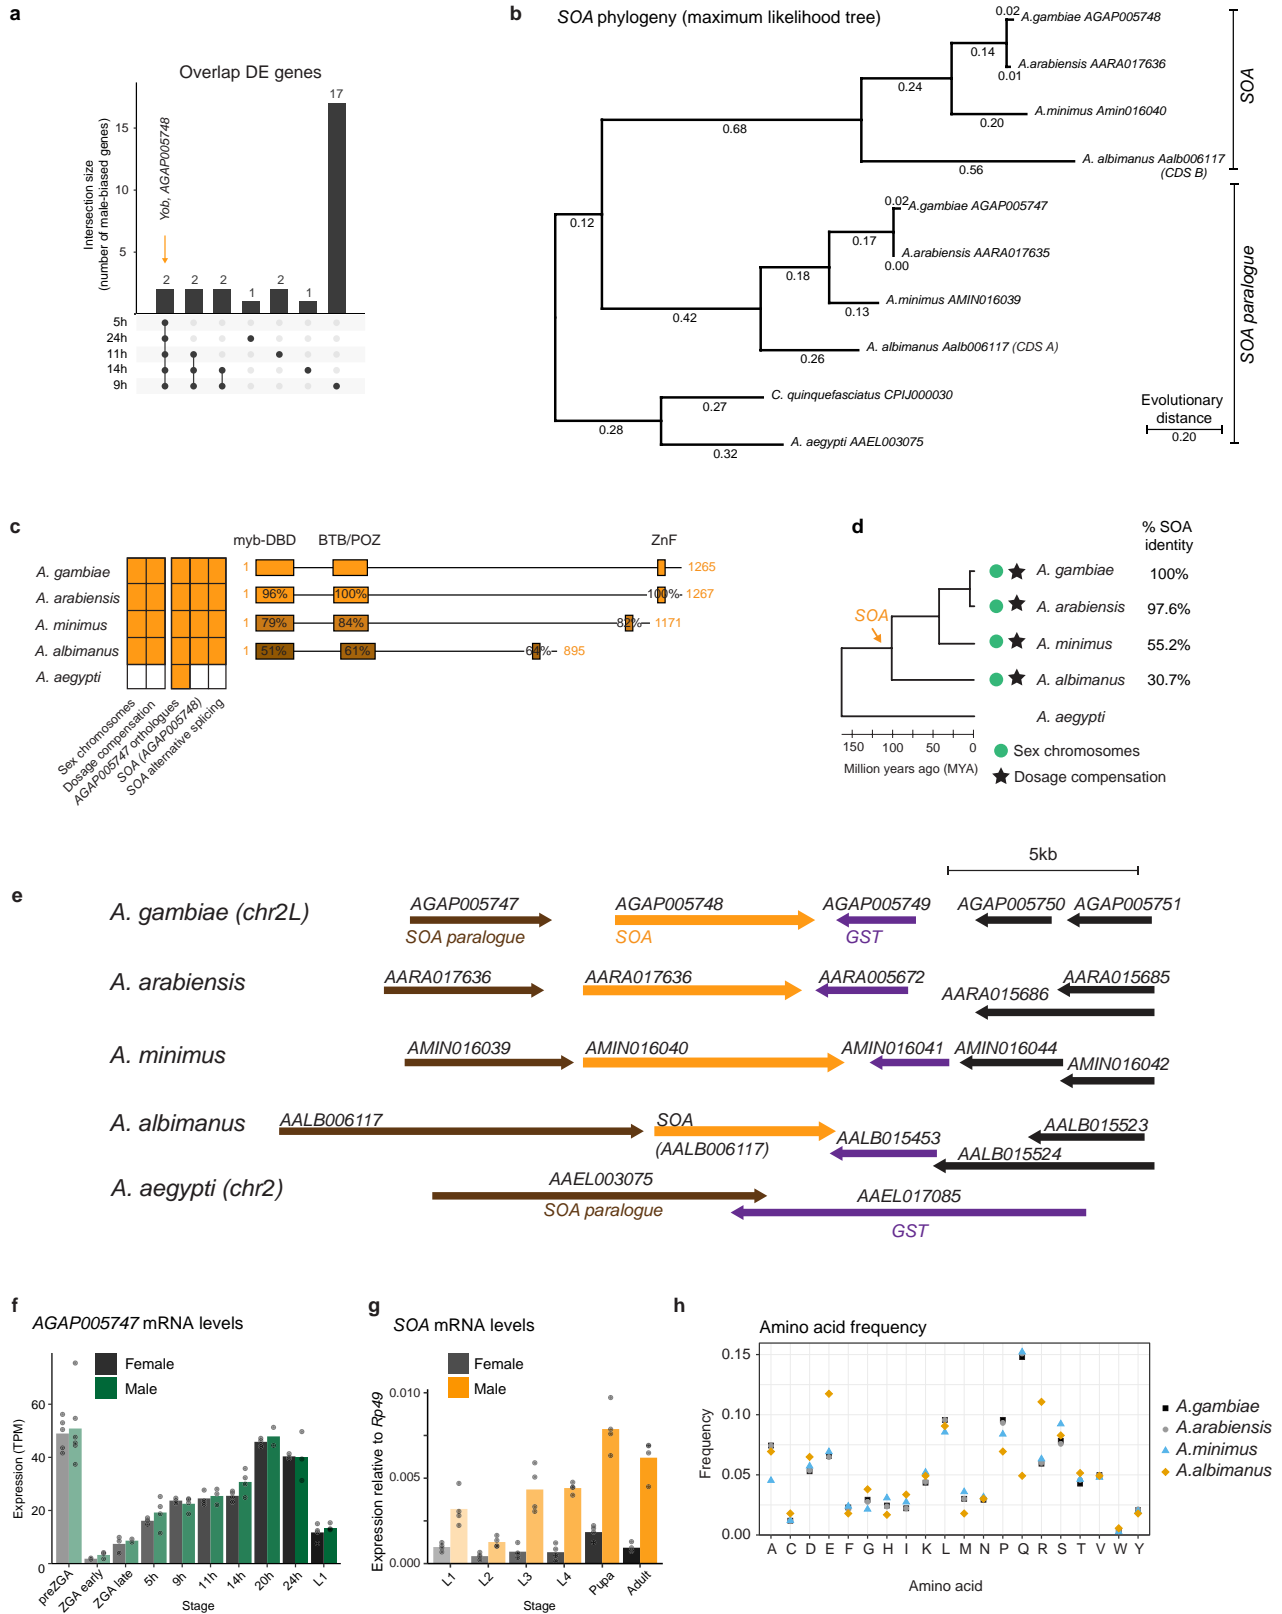 a
Overlap DE genes
Intersection size
(number of male-biased genes)
15
10
5
Yob, AGAP005748
2
2
2
1
2
1
17
5h
24h
11h
14h
9h
b
SOA phylogeny (maximum likelihood tree)
0.02
A.gambiae AGAP005748
0.14
A.arabiensis AARA017636
0.01
0.24
A.minimus Amin016040
0.20
0.68
A. albimanus Aalb006117
(CDS B)
0.56
SOA
0.12
0.02
A.gambiae AGAP005747
0.17
A.arabiensis AARA017635
0.00
0.18
A.minimus AMIN016039
0.13
0.42
A. albimanus Aalb006117 (CDS A)
0.26
C. quinquefasciatus CPIJ000030
0.27
0.28
A. aegypti AAEL003075
0.32
SOA paralogue
Evolutionary
distance
0.20
c
myb-DBD
BTB/POZ
ZnF
A. gambiae
1
1265
A. arabiensis
1
96%
100%
100%
1267
A. minimus
1
79%
84%
82%
1171
A. albimanus
1
51%
61%
64%
895
A. aegypti
Sex chromosomes
Dosage compensation
AGAP005747 orthologues
SOA (AGAP005748)
SOA alternative splicing
d
% SOA
identity
SOA
A. gambiae
100%
A. arabiensis
97.6%
A. minimus
55.2%
A. albimanus
30.7%
A. aegypti
150
100
50
0
Million years ago (MYA)
Sex chromosomes
Dosage compensation
e
5kb
A. gambiae (chr2L)
AGAP005747
SOA paralogue
AGAP005748
SOA
AGAP005749
GST
AGAP005750
AGAP005751
A. arabiensis
AARA017636
AARA017636
AARA005672
AARA015686
AARA015685
A. minimus
AMIN016039
AMIN016040
AMIN016041
AMIN016044
AMIN016042
A. albimanus
AALB006117
SOA
(AALB006117)
AALB015453
AALB015524
AALB015523
A. aegypti (chr2)
AAEL003075
SOA paralogue
AAEL017085
GST
f
AGAP005747 mRNA levels
Female
Male
Expression (TPM)
60
40
20
0
preZGA
ZGA early
ZGA late
5h
9h
11h
14h
20h
24h
L1
Stage
g
SOA mRNA levels
Female
Male
Expression relative to Rp49
0.010
0.005
0.000
L1
L2
L3
L4
Pupa
Adult
Stage
h
Amino acid frequency
Frequency
0.15
0.10
0.05
0.00
A C D E F G H I K L M N P Q R S T V W Y
Amino acid
A.gambiae
A.arabiensis
A.minimus
A.albimanus